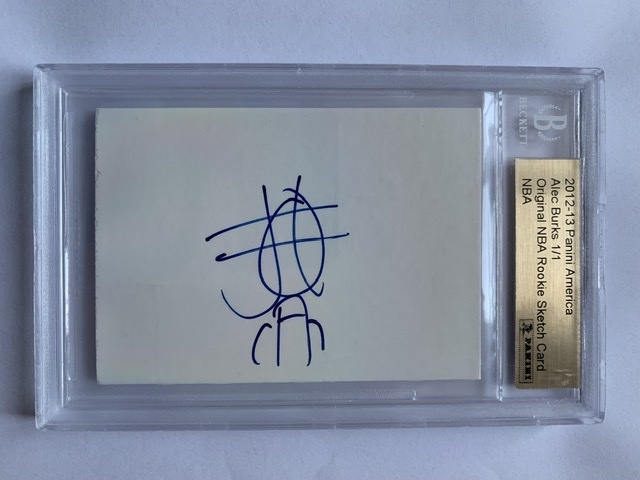 BECKETT
2012-13 Panini America
Alec Burks 1/1
Original NBA Rookie Sketch Card
NBA
PANINI